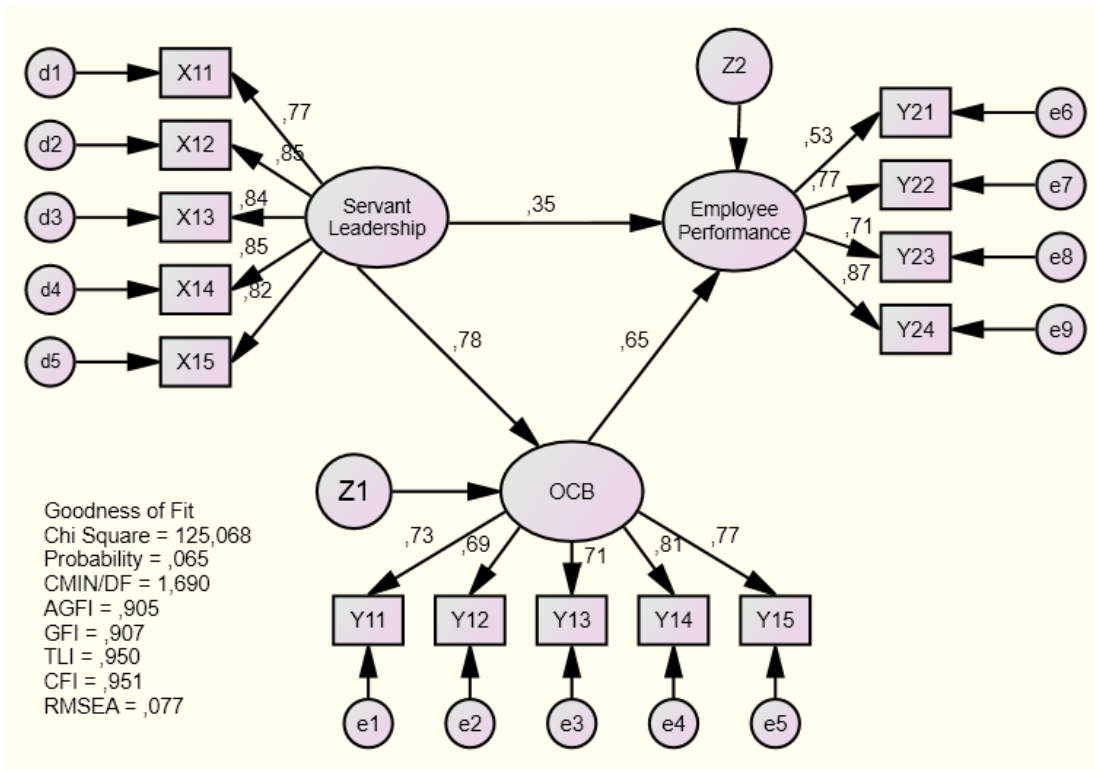 d1
X11
d2
X12
d3
X13
d4
X14
d5
X15
,77
,85
,84
,85
,82
Servant
Leadership
,35
Z2
Employee
Performance
,53
,77
,71
,87
Y21
e6
Y22
e7
Y23
e8
Y24
e9
,78
,65
Z1
OCB
,73
,69
,71
,81
,77
Y11
Y12
Y13
Y14
Y15
e1
e2
e3
e4
e5
Goodness of Fit
Chi Square = 125,068
Probability = ,065
CMIN/DF = 1,690
AGFI = ,905
GFI = ,907
TLI = ,950
CFI = ,951
RMSEA = ,077